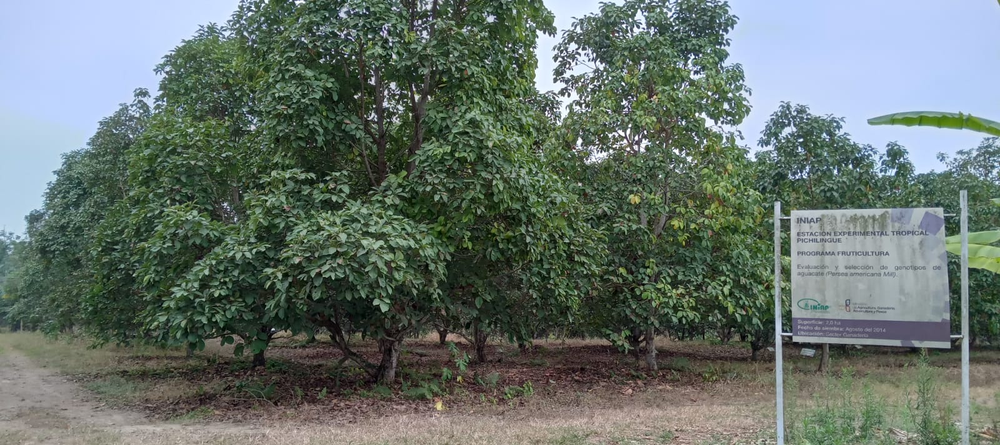 INIAP
ESTACIÓN EXPERIMENTAL TROPICAL
PICHILINGUE
PROGRAMA FRUTICULTURA
Evaluación y selección de genotipos de
aguacate (Persea americana Mill).
INIAP
Ministerio
de Agricultura, Ganadería,
Acuacultura y Pesca
Superficie: 2,0 ha
Fecha de siembra: Agosto del 2014
Ubicación: Sector Ganadería